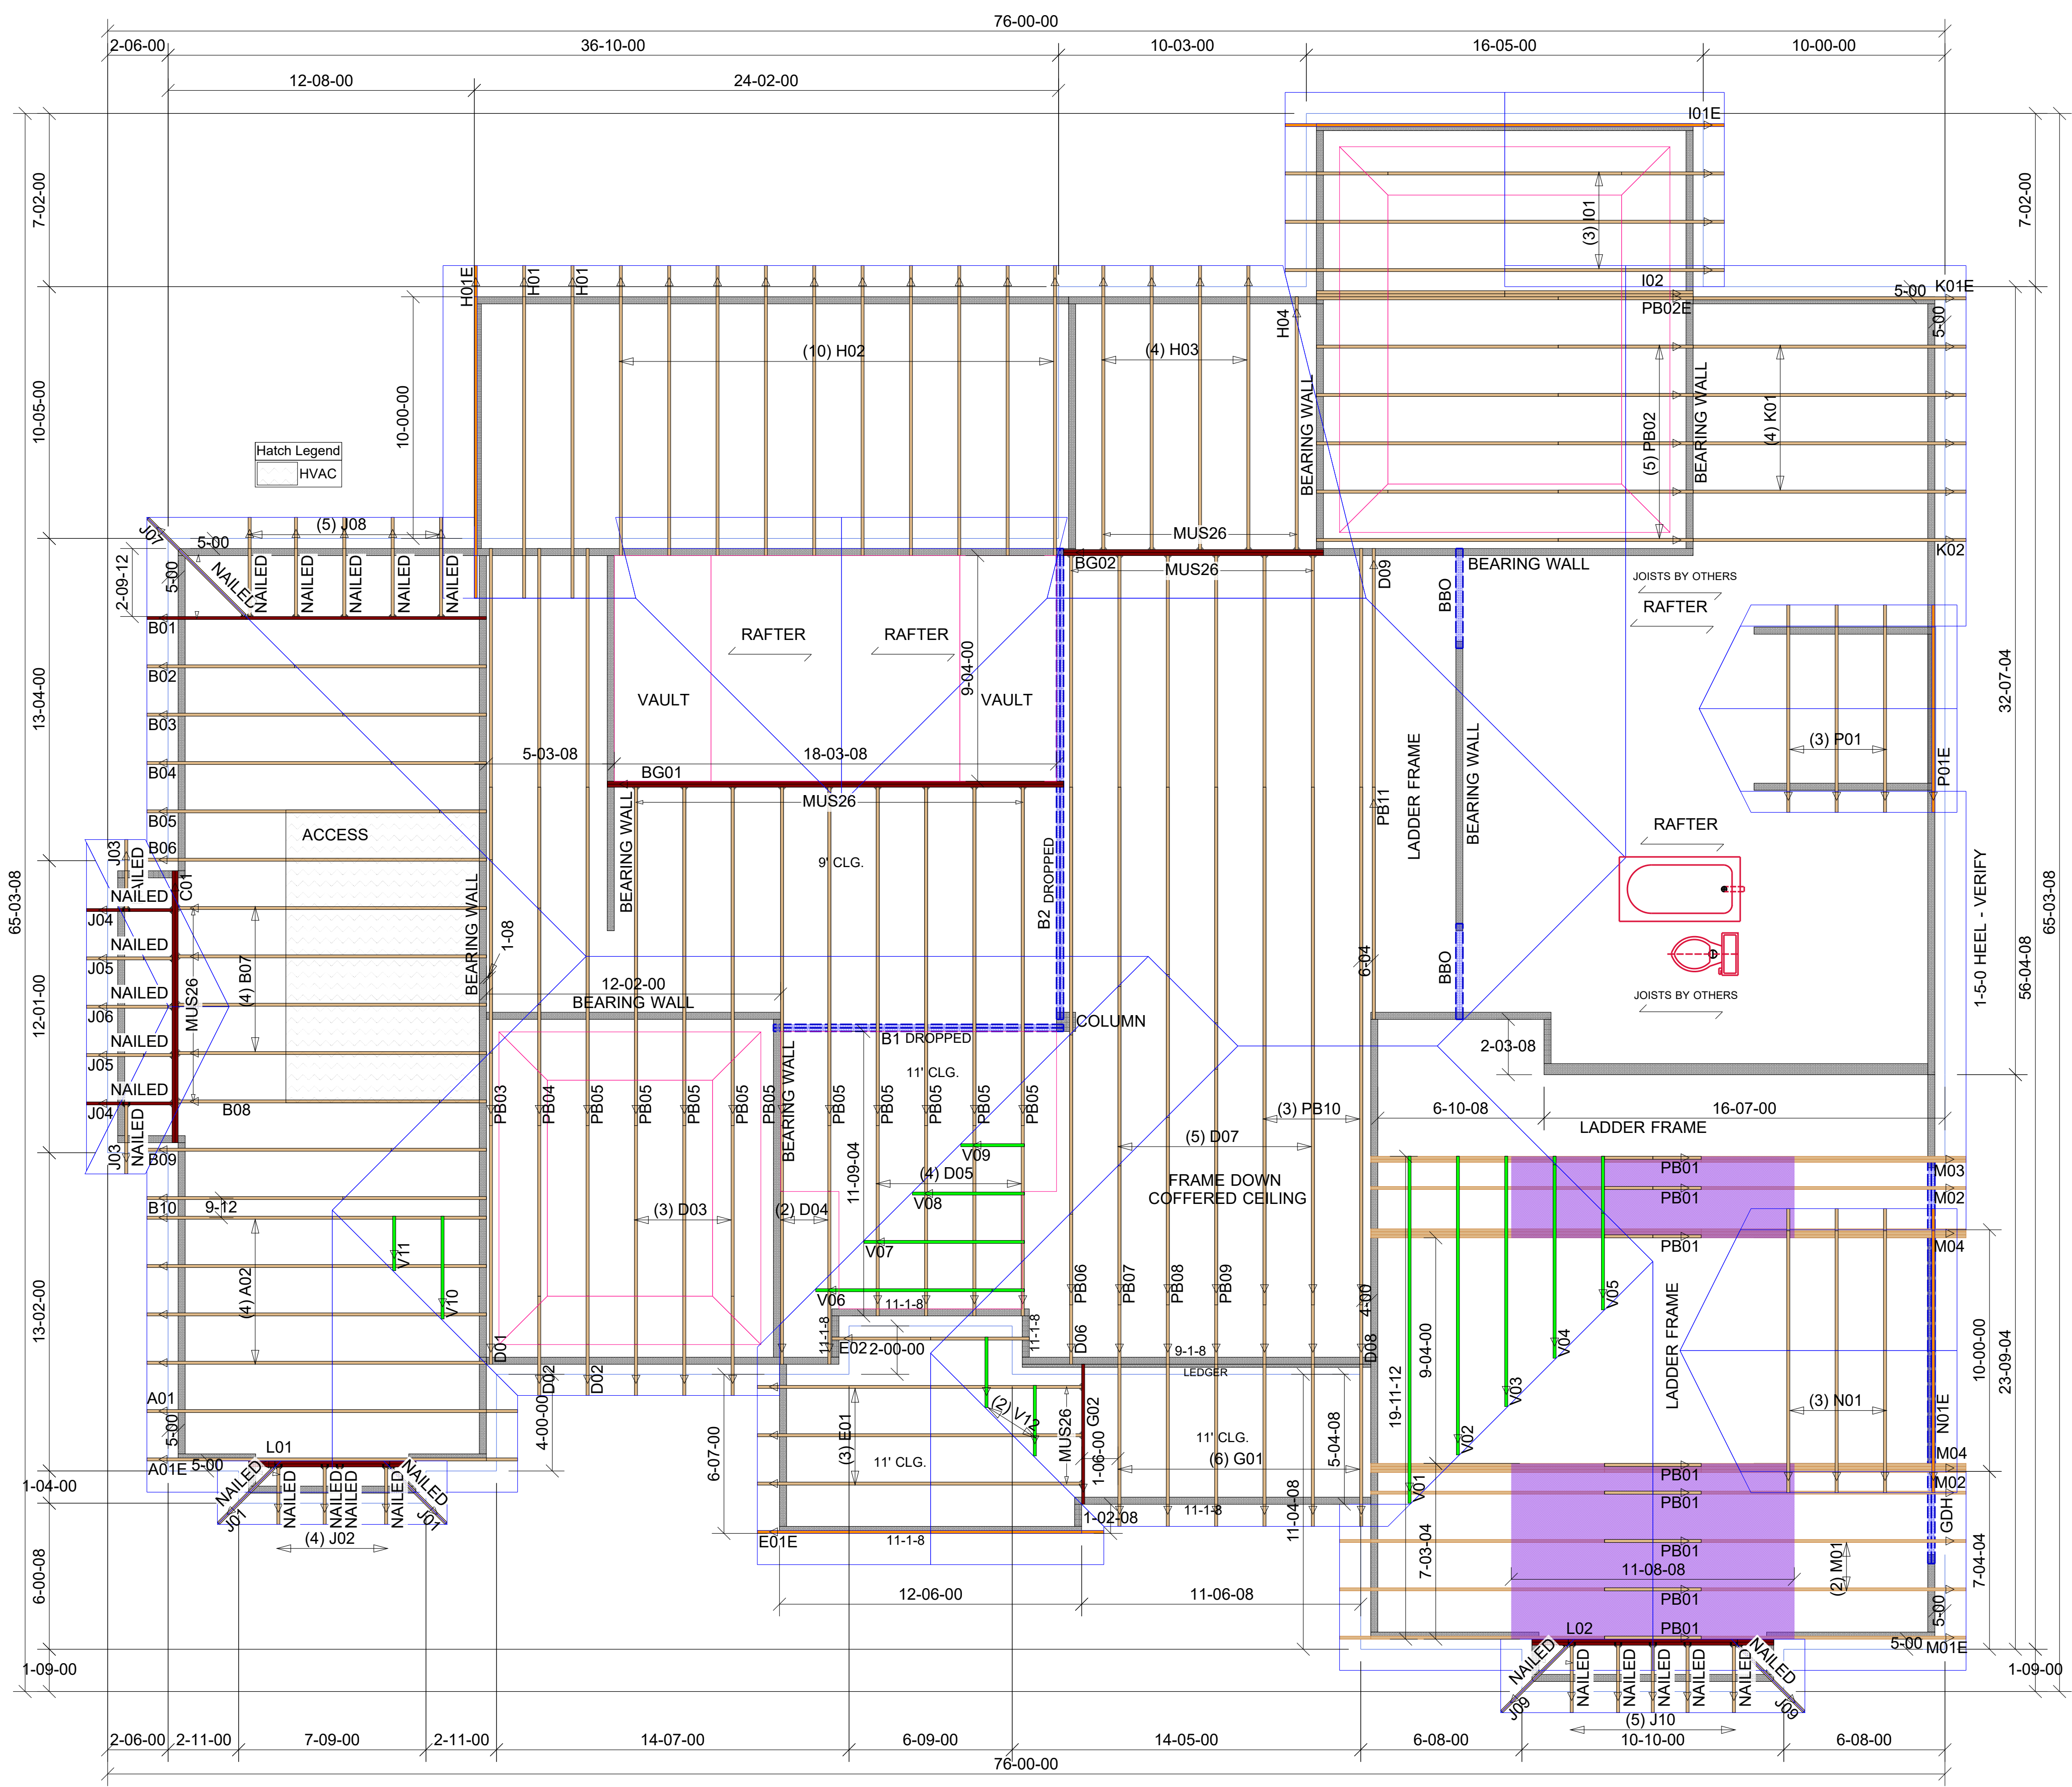 76-00-00
2-06-00
36-10-00
10-03-00
16-05-00
10-00-00
12-08-00
24-02-00
I01E
7-02-00
7-02-00
(3) I01
H01E
H01
H01
I02
K01E
5-00
PB02E
5-00
H04
(10) H02
(4) H03
10-05-00
10-00-00
BEARING WALL
BEARING WALL
(5) PB02
(4) K01
Hatch Legend
HVAC
J07
(5) J08
5-00
MUS26
BG02
MUS26
K02
BEARING WALL
2-09-12
5-00
NAILED
NAILED
NAILED
NAILED
NAILED
NAILED
D09
BBO
JOISTS BY OTHERS
RAFTER
B01
RAFTER
RAFTER
B02
9-04-00
32-07-04
VAULT
VAULT
B03
13-04-00
5-03-08
18-03-08
(3) P01
BG01
P01E
B04
MUS26
LADDER FRAME
BEARING WALL
PB11
B05
ACCESS
RAFTER
B06
J03
NAILED
9' CLG.
BEARING WALL
B2 DROPPED
NAILED
C01
J04
65-03-08
65-03-08
BEARING WALL
1-08
NAILED
J05
(4) B07
6-04
BBO
1-5-0 HEEL - VERIFY
56-04-08
12-02-00
BEARING WALL
JOISTS BY OTHERS
NAILED
J06
MUS26
12-01-00
COLUMN
B1 DROPPED
2-03-08
NAILED
J05
11' CLG.
BEARING WALL
NAILED
J04
B08
PB03
PB04
PB05
PB05
PB05
PB05
PB05
PB05
PB05
PB05
PB05
PB05
(3) PB10
6-10-08
16-07-00
LADDER FRAME
J03
NAILED
B09
(5) D07
V09
11-09-04
(4) D05
FRAME DOWN
COFFERED CEILING
PB01
M03
PB01
M02
B10
9-12
V08
(3) D03
(2) D04
V07
V11
PB01
M04
(4) A02
V10
V06
11-1-8
11-1-8
11-1-8
PB06
PB07
PB08
PB09
4-00
V05
V04
V03
V02
V01
LADDER FRAME
10-00-00
23-09-04
13-02-00
D01
D02
D02
E02
2-00-00
D06
9-1-8
LEDGER
D08
9-04-00
19-11-12
(3) N01
N01E
A01
4-00-00
(3) E01
(2) V12
MUS26
G02
1-06-00
11' CLG.
(6) G01
5-04-08
6-07-00
11' CLG.
11-04-08
5-00
L01
A01E
5-00
1-04-00
NAILED
NAILED
NAILED
NAILED
NAILED
NAILED
J01
J01
(4) J02
PB01
M04
PB01
M02
GDH
11-1-8
1-02-08
E01E
11-1-8
PB01
11-08-08
(2) M01
7-03-04
7-04-04
PB01
6-00-08
12-06-00
11-06-08
L02
PB01
5-00
5-00
M01E
1-09-00
1-09-00
NAILED
NAILED
NAILED
NAILED
NAILED
NAILED
NAILED
J09
J09
(5) J10
2-06-00
2-11-00
7-09-00
2-11-00
14-07-00
6-09-00
14-05-00
6-08-00
10-10-00
6-08-00
76-00-00